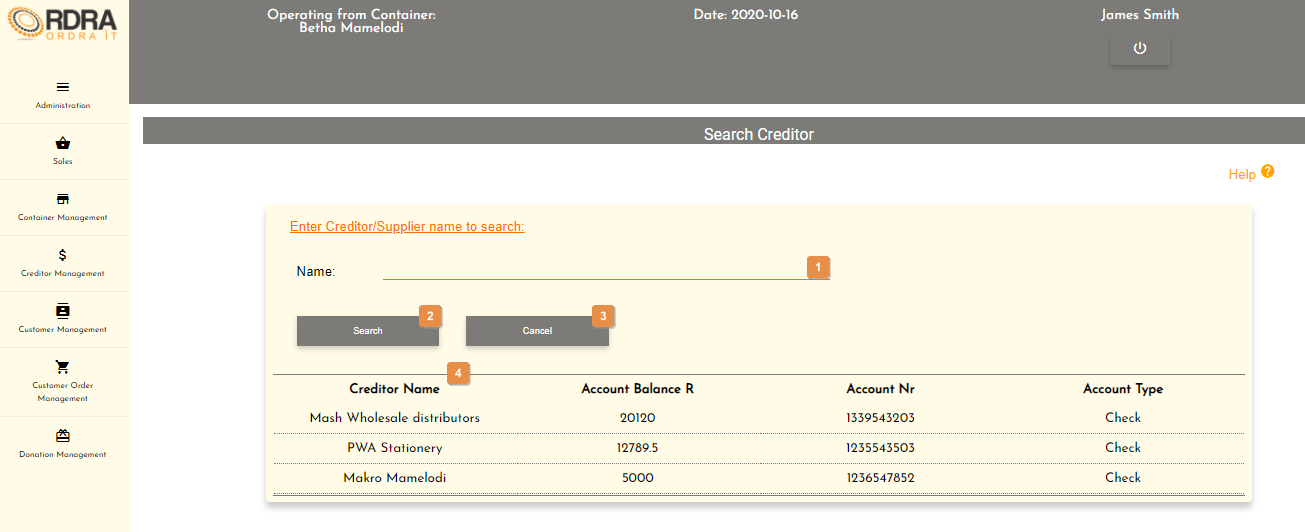 RDRA
ORDRA IT
Operating from Container:
Betha Mamelodi
Date: 2020-10-16
James Smith
Administration
Sales
Container Management
Creditor Management
Customer Management
Customer Order
Management
Donation Management
Search Creditor
Help ?
Enter Creditor/Supplier name to search:
Name: 1
Search 2 Cancel 3
4
Creditor Name Account Balance R Account Nr Account Type
Mash Wholesale distributors 20120 1339543203 Check
PWA Stationery 12789.5 1235543503 Check
Makro Mamelodi 5000 1236547852 Check